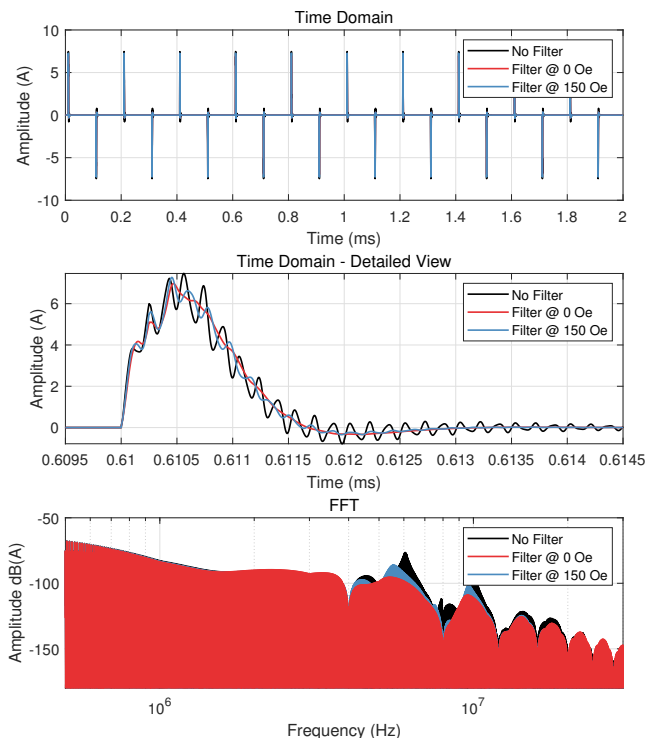 Time Domain
10
5
0
-5
-10
Amplitude (A)
No Filter
Filter @ 0 Oe
Filter @ 150 Oe
0 0.2 0.4 0.6 0.8 1 1.2 1.4 1.6 1.8 2
Time (ms)
Time Domain - Detailed View
6
4
2
0
Amplitude (A)
No Filter
Filter @ 0 Oe
Filter @ 150 Oe
0.6095 0.61 0.6105 0.611 0.6115 0.612 0.6125 0.613 0.6135 0.614 0.6145
Time (ms)
FFT
-50
-100
-150
Amplitude dB(A)
No Filter
Filter @ 0 Oe
Filter @ 150 Oe
10⁶ 10⁷
Frequency (Hz)